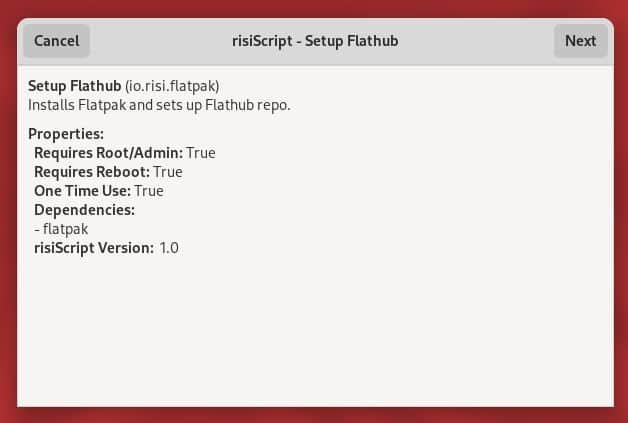 Cancel
risiScript - Setup Flathub
Next
Setup Flathub (io.risi.flatpak)
Installs Flatpak and sets up Flathub repo.
Properties:
Requires Root/Admin: True
Requires Reboot: True
One Time Use: True
Dependencies:
- flatpak
risiScript Version: 1.0